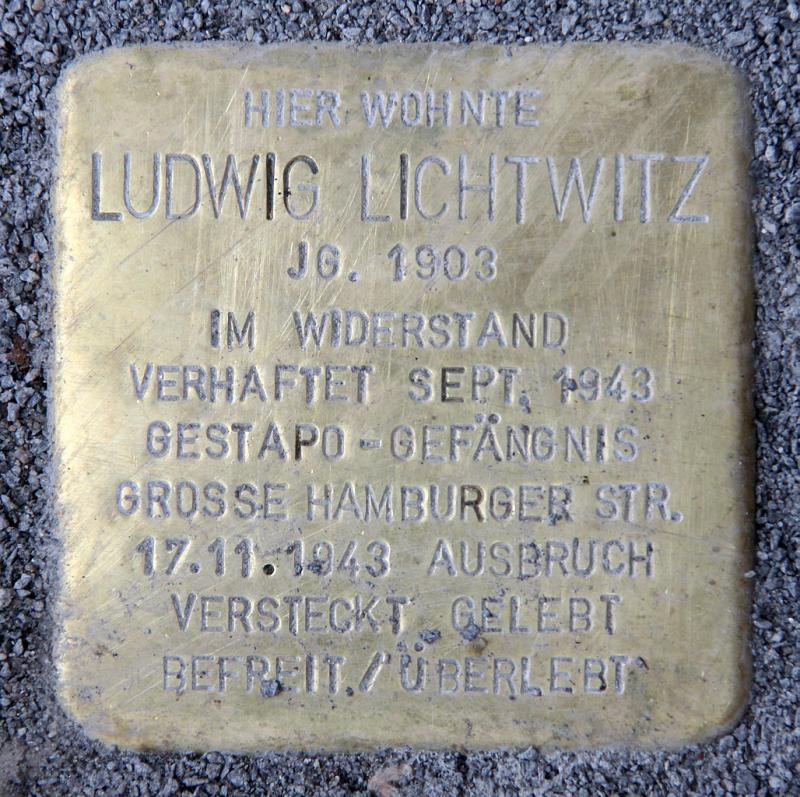 HIER WOHNTE
LUDWIG LICHTWITZ
JG. 1903
IM WIDERSTAND
VERHAFTET SEPT. 1943
GESTAPO-GEFÄNGNIS
GROSSE HAMBURGER STR.
17.11.1943 AUSBRUCH
VERSTECKT GELEBT
BEFREIT/ÜBERLEBT